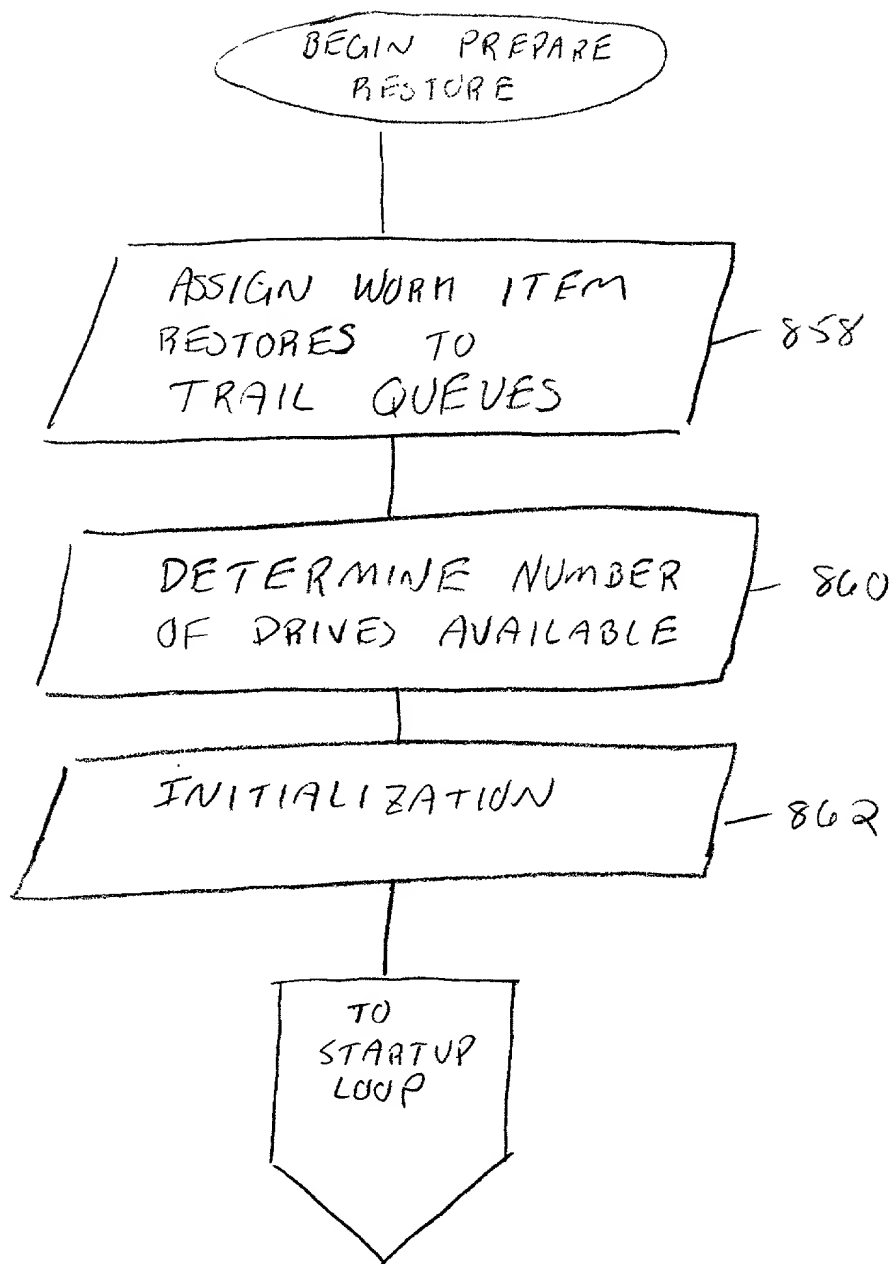 BEGIN PREPARE
RESTORE
ASSIGN WORK ITEM
RESTORES TO
TRAIL QUEUES
858
DETERMINE NUMBER
OF DRIVES AVAILABLE
860
INITIALIZATION
862
TO
STARTUP
LOOP